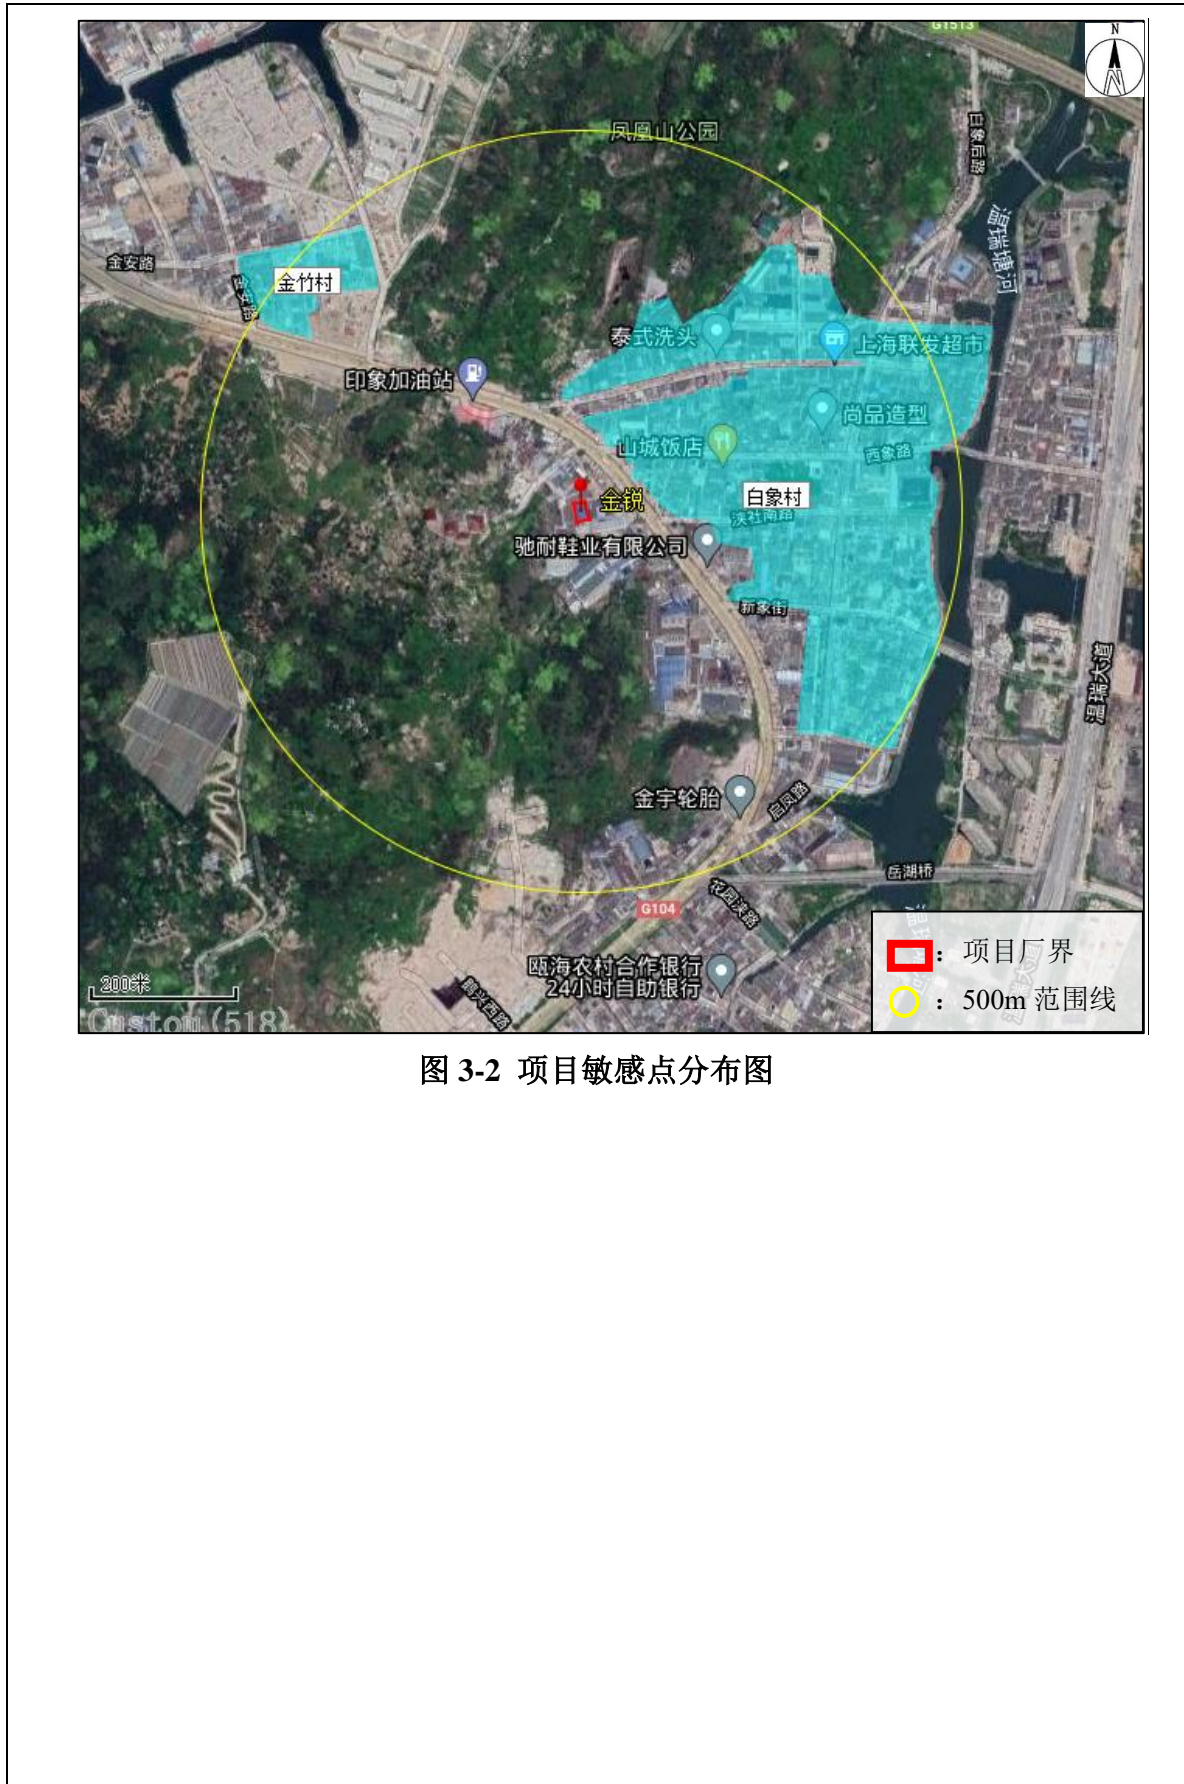 G1513
N
凤凰山公园
白象后路
温瑞塘河
金安路
金竹村
金安路
泰式洗头
上海联发超市
印象加油站
尚品造型
山城饭店
西象路
白象村
金锐
浃社南路
驰耐鞋业有限公司
新象街
温瑞大道
金宇轮胎
启凤路
岳湖桥
农园浃路
G104
瓯海农村合作银行
24小时自助银行
鹅兴西路
200米
Custom(518)
：项目厂界
：500m 范围线
图 3-2 项目敏感点分布图